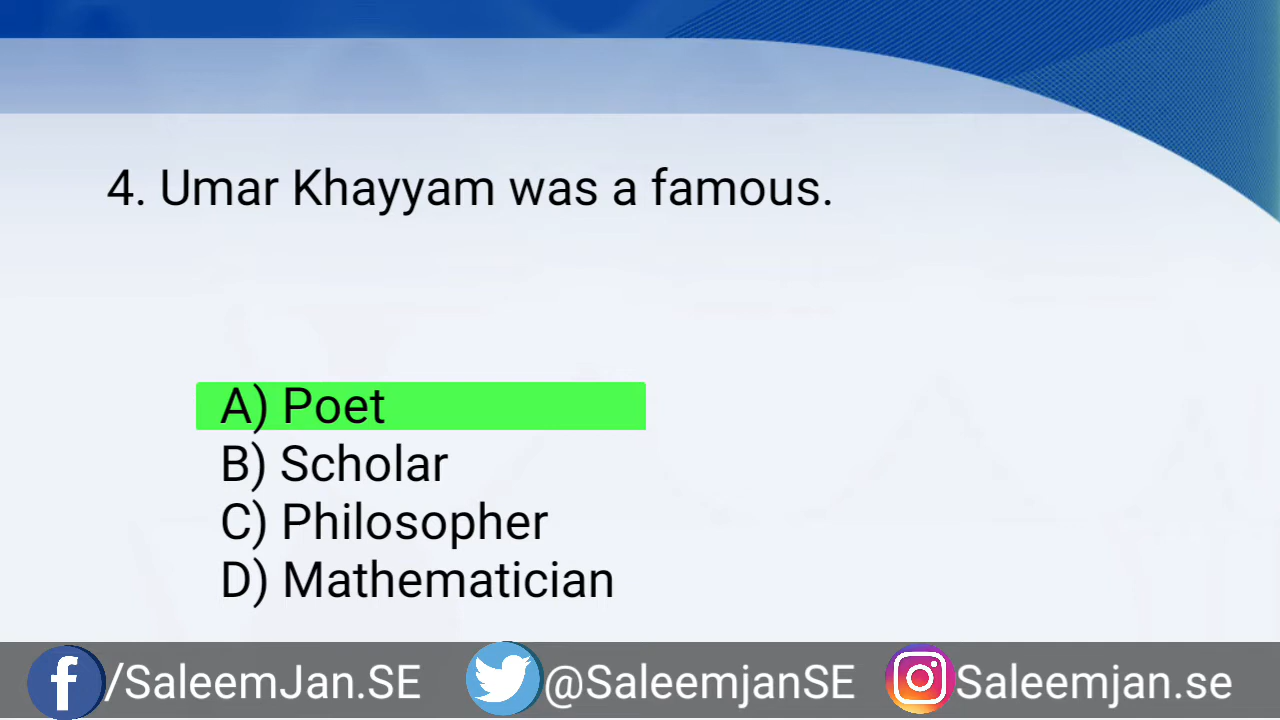 4. Umar Khayyam was a famous.
A) Poet
B) Scholar
C) Philosopher
D) Mathematician
/SaleemJan.SE @SaleemjanSE Saleemjan.se